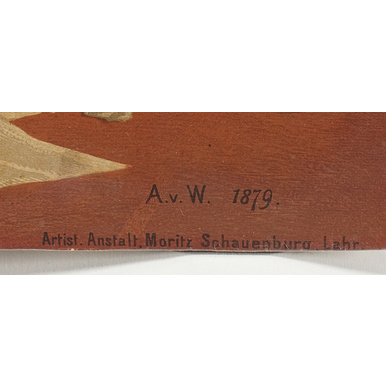 A.v.W. 1879.
Artist. Anstalt, Moritz Schauenburg, Lahr.